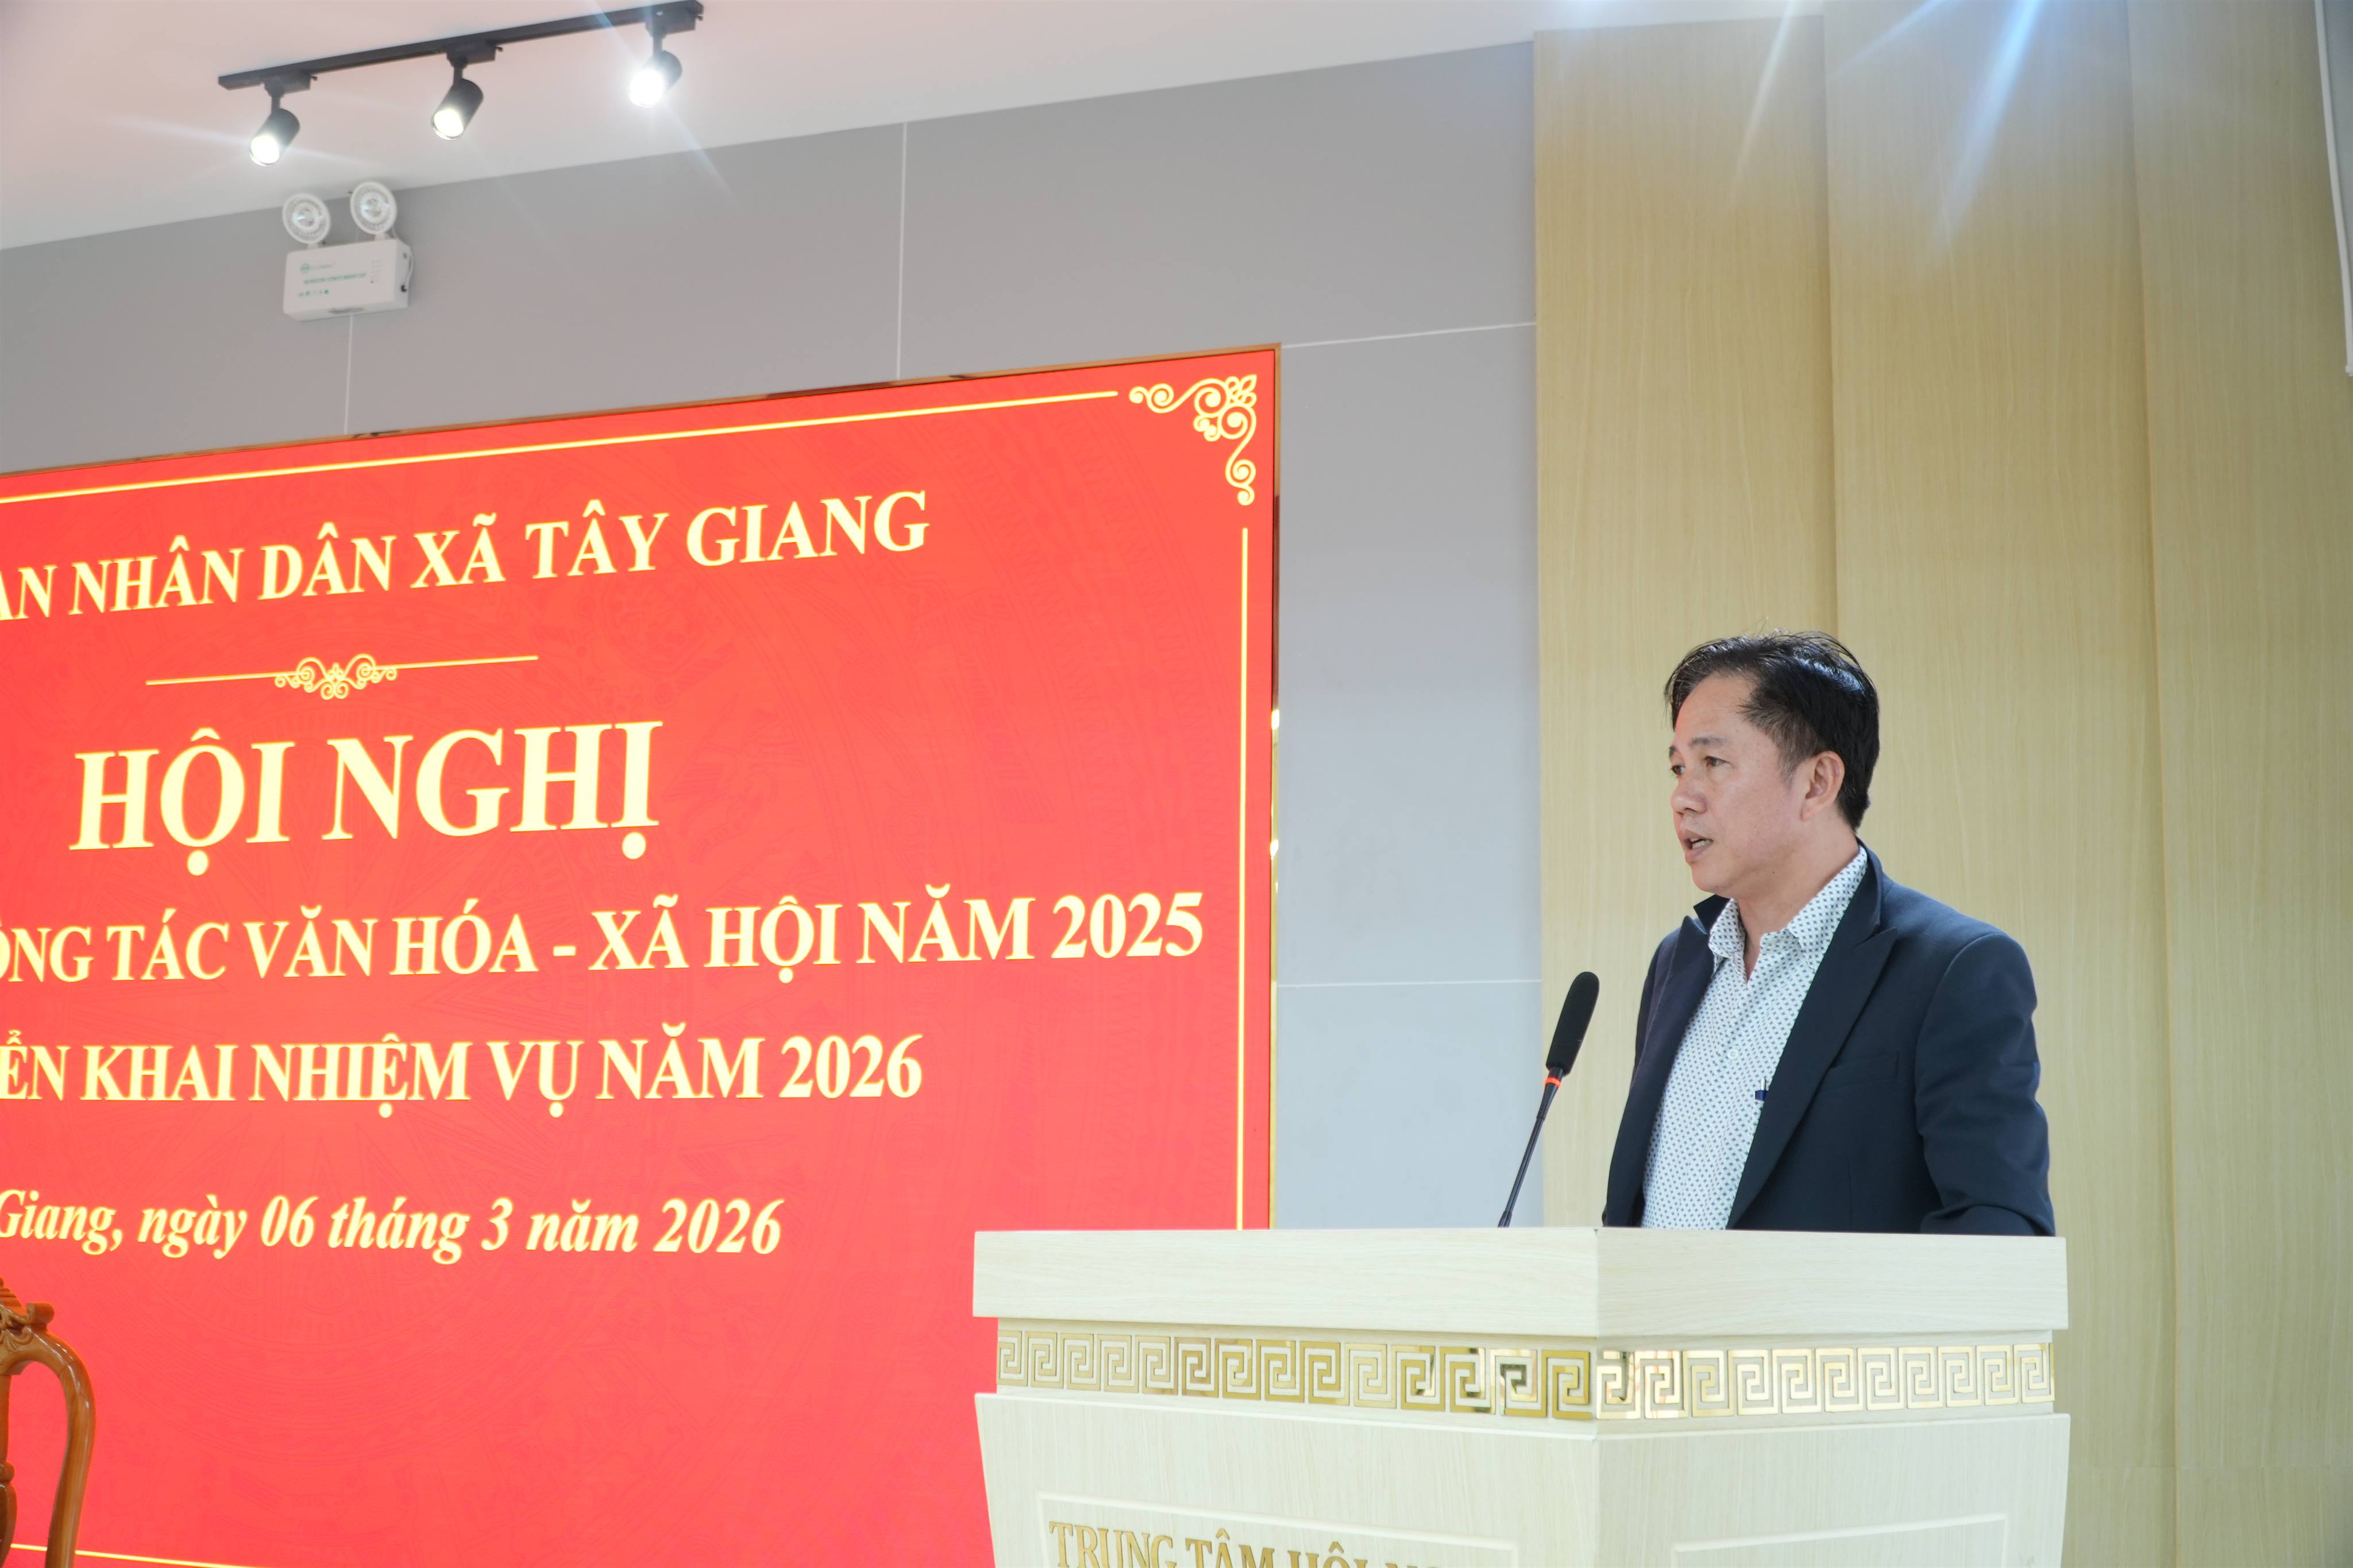 AN NHÂN DÂN XÃ TÂY GIANG
HỘI NGHỊ
ÔNG TÁC VĂN HÓA - XÃ HỘI NĂM 2025
ỂN KHAI NHIỆM VỤ NĂM 2026
Giang, ngày 06 tháng 3 năm 2026
TRUNG TÂM HỘI